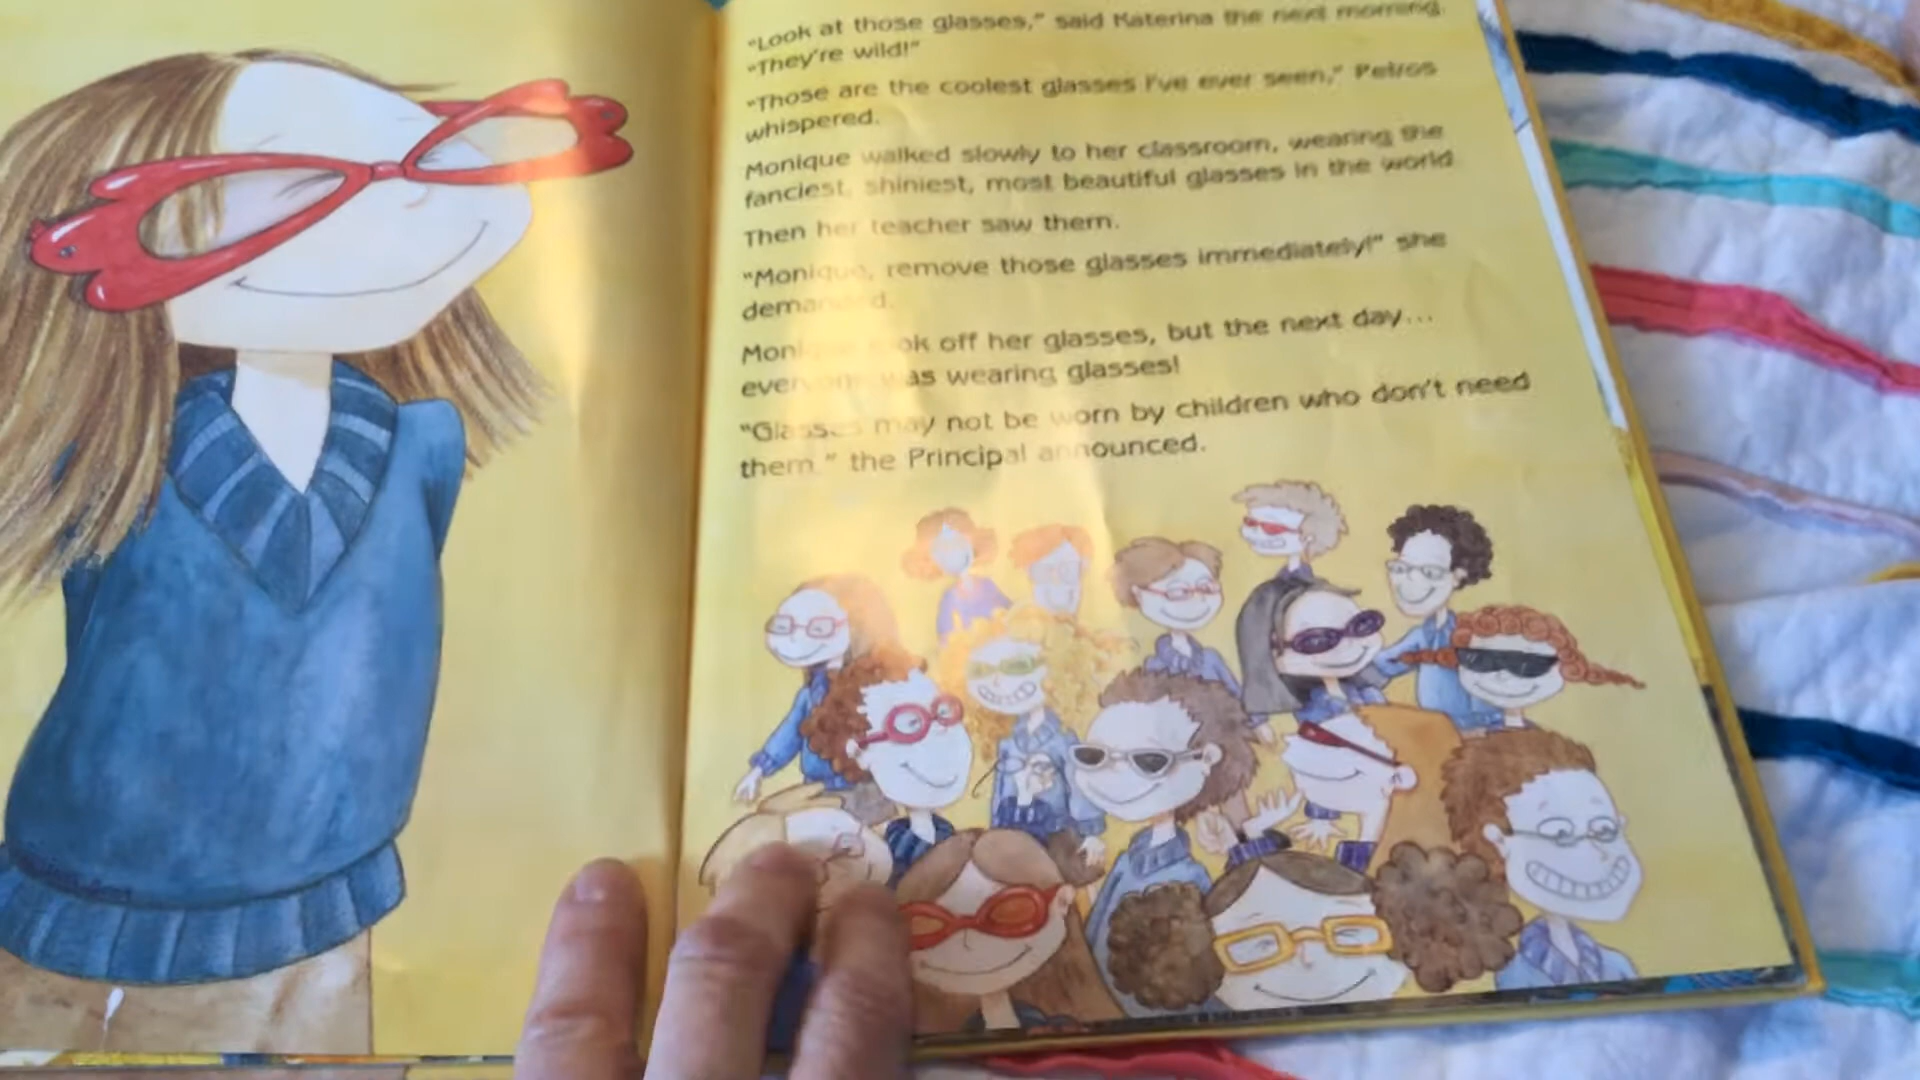 "Look at those glasses," said Katerina the next morning.
"They're wild!"
"Those are the coolest glasses I've ever seen," Petros
whispered.
Monique walked slowly to her classroom, wearing the
fanciest, shiniest, most beautiful glasses in the world
Then her teacher saw them.
"Monique, remove those glasses immediately!" she
demanded.
Monique took off her glasses, but the next day...
everyone was wearing glasses!
"Glasses may not be worn by children who don't need
them." the Principal announced.